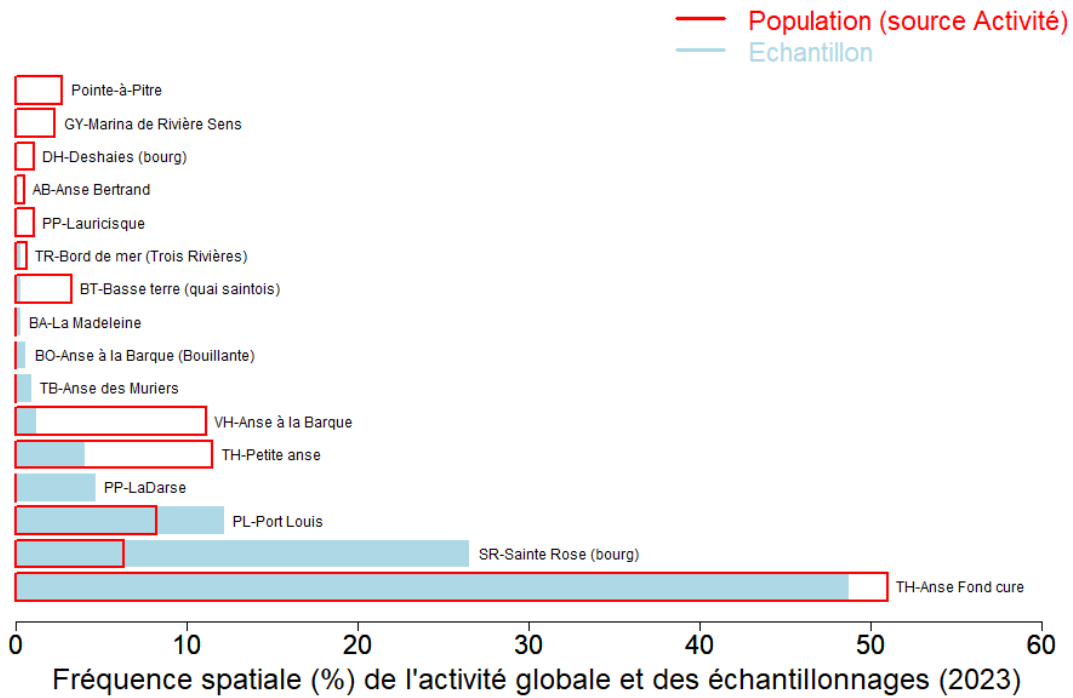 Population (source Activité)
Echantillon
Pointe-à-Pitre
GY-Marina de Rivière Sens
DH-Deshaies (bourg)
AB-Anse Bertrand
PP-Lauricisque
TR-Bord de mer (Trois Rivières)
BT-Basse terre (quai saintois)
BA-La Madeleine
BO-Anse à la Barque (Bouillante)
TB-Anse des Muriers
VH-Anse à la Barque
TH-Petite anse
PP-LaDarse
PL-Port Louis
SR-Sainte Rose (bourg)
TH-Anse Fond cure
0 10 20 30 40 50 60
Fréquence spatiale (%) de l'activité globale et des échantillonnages (2023)